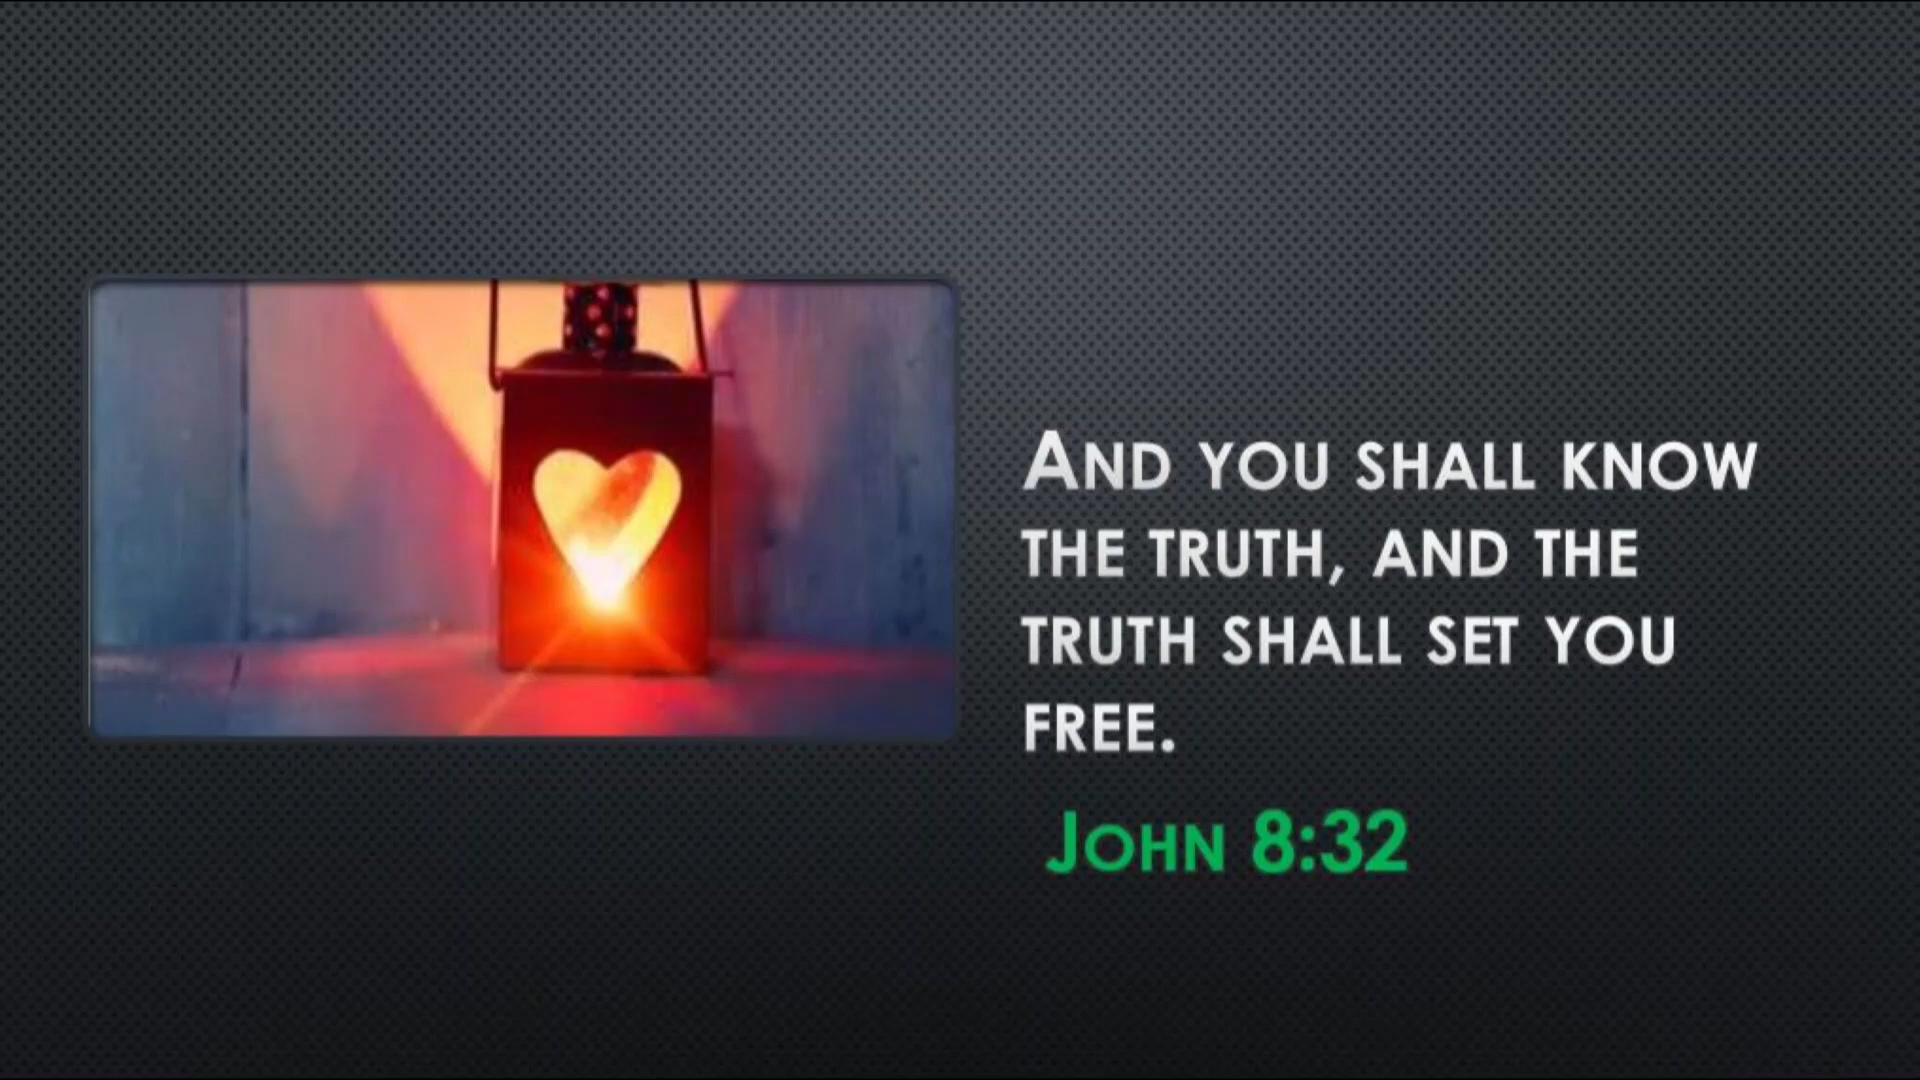 And you shall know
the truth, and the
truth shall set you
free.
John 8:32